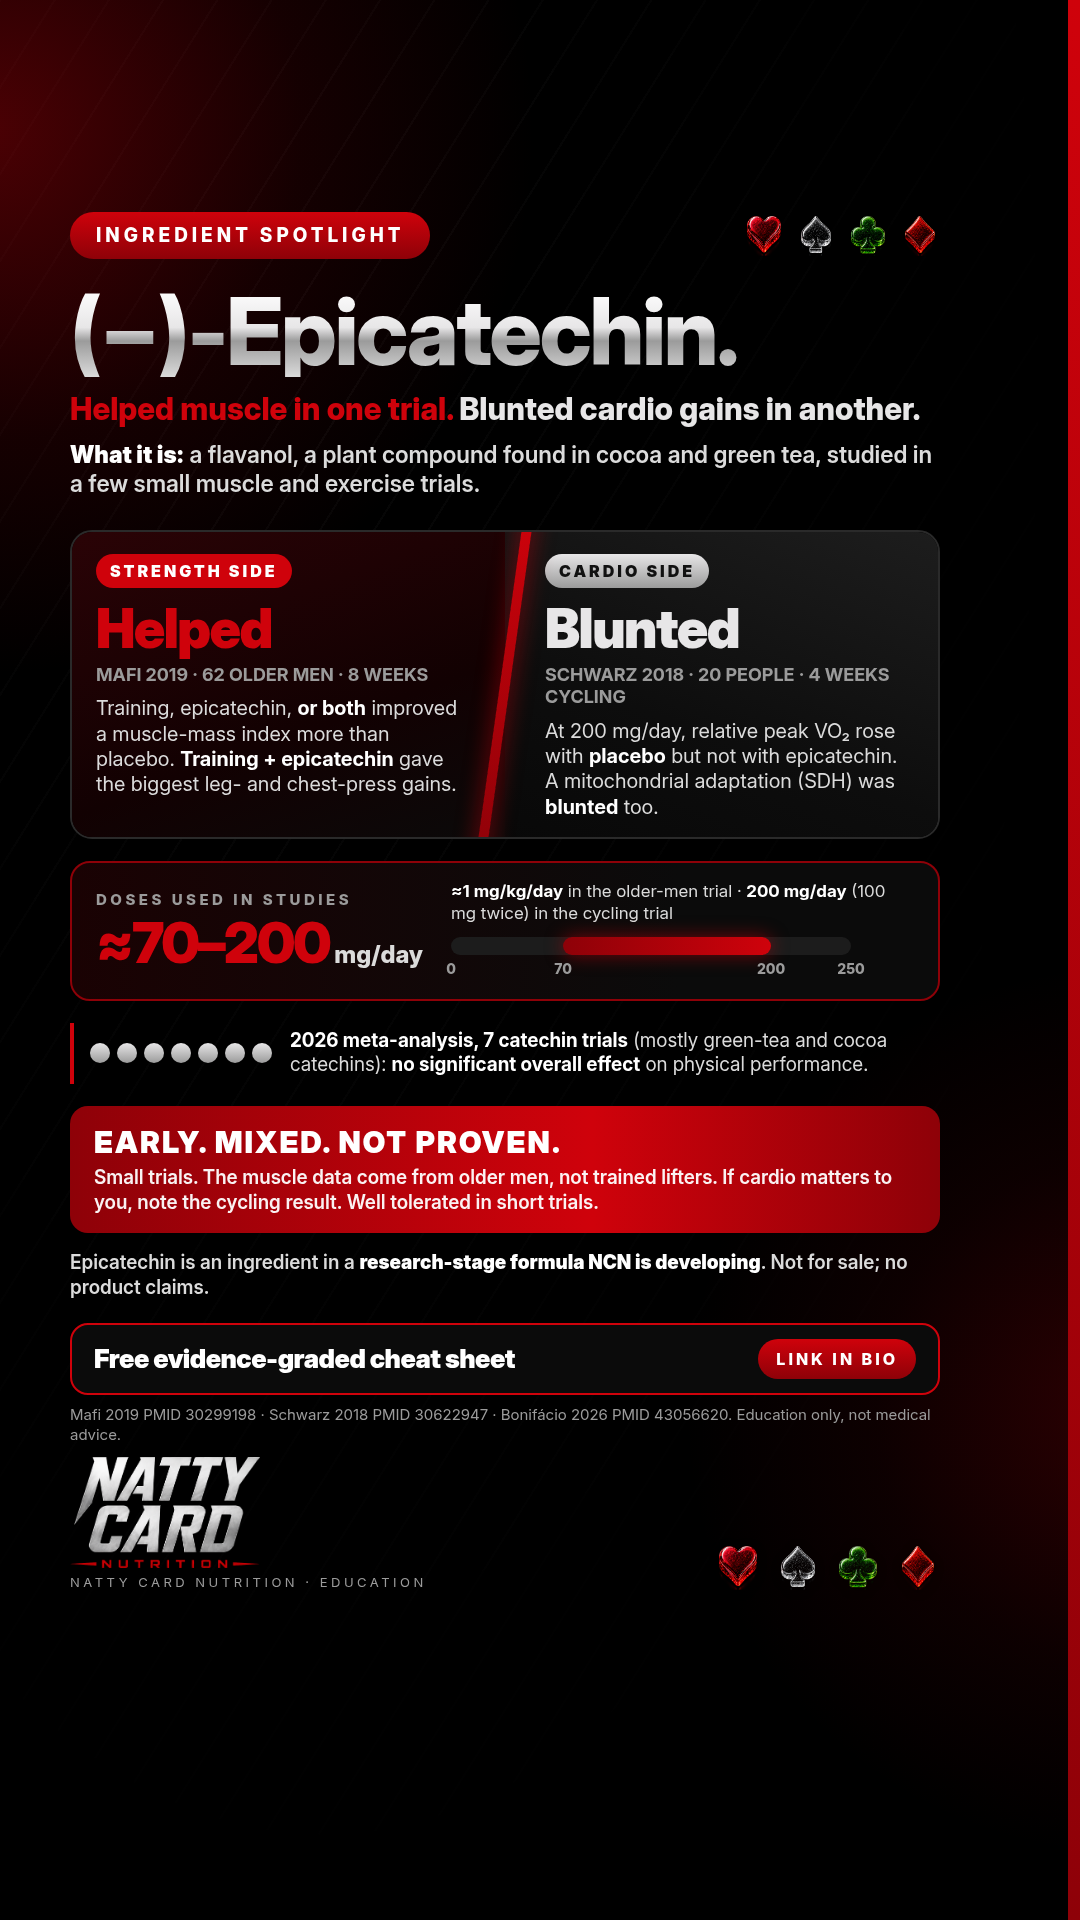 INGREDIENT SPOTLIGHT
(–)-Epicatechin.
Helped muscle in one trial. Blunted cardio gains in another.
What it is: a flavanol, a plant compound found in cocoa and green tea, studied in
a few small muscle and exercise trials.
STRENGTH SIDE
Helped
MAFI 2019 · 62 OLDER MEN · 8 WEEKS
Training, epicatechin, or both improved
a muscle-mass index more than
placebo. Training + epicatechin gave
the biggest leg- and chest-press gains.
CARDIO SIDE
Blunted
SCHWARZ 2018 · 20 PEOPLE · 4 WEEKS
CYCLING
At 200 mg/day, relative peak VO₂ rose
with placebo but not with epicatechin.
A mitochondrial adaptation (SDH) was
blunted too.
DOSES USED IN STUDIES
≈70–200 mg/day
≈1 mg/kg/day in the older-men trial · 200 mg/day (100
mg twice) in the cycling trial
0 70 200 250
2026 meta-analysis, 7 catechin trials (mostly green-tea and cocoa
catechins): no significant overall effect on physical performance.
EARLY. MIXED. NOT PROVEN.
Small trials. The muscle data come from older men, not trained lifters. If cardio matters to
you, note the cycling result. Well tolerated in short trials.
Epicatechin is an ingredient in a research-stage formula NCN is developing. Not for sale; no
product claims.
Free evidence-graded cheat sheet
LINK IN BIO
Mafi 2019 PMID 30299198 · Schwarz 2018 PMID 30622947 · Bonifácio 2026 PMID 43056620. Education only, not medical
advice.
NATTY
CARD
NUTRITION
NATTY CARD NUTRITION · EDUCATION